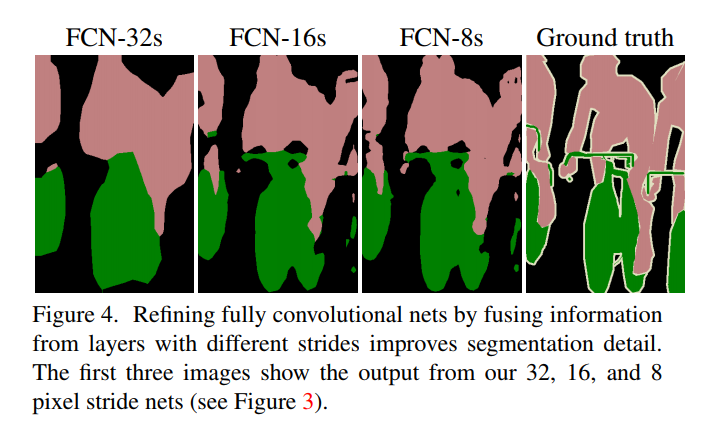 FCN-32s FCN-16s FCN-8s Ground truth
Figure 4. Refining fully convolutional nets by fusing information
from layers with different strides improves segmentation detail.
The first three images show the output from our 32, 16, and 8
pixel stride nets (see Figure 3).